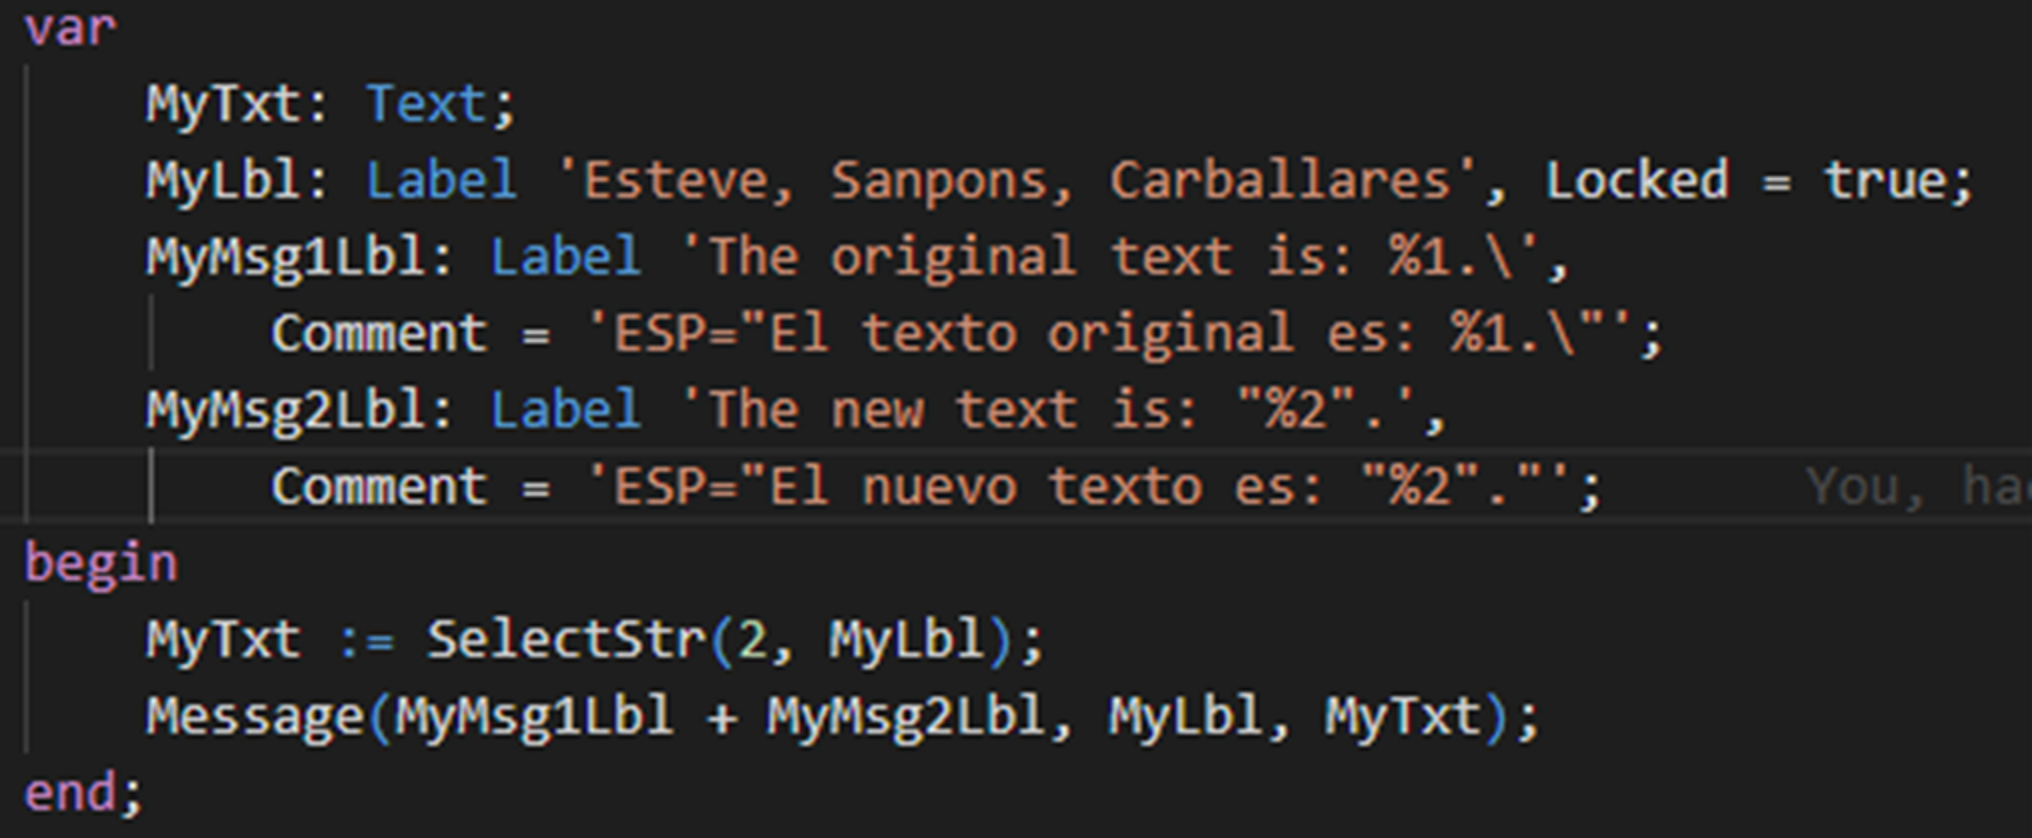 var
MyTxt: Text;
MyLbl: Label 'Esteve, Sanpons, Carballares', Locked = true;
MyMsg1Lbl: Label 'The original text is: %1.\',
Comment = 'ESP="El texto original es: %1.\"';
MyMsg2Lbl: Label 'The new text is: "%2".',
Comment = 'ESP="El nuevo texto es: "%2"."'; You,
begin
MyTxt := SelectStr(2, MyLbl);
Message(MyMsg1Lbl + MyMsg2Lbl, MyLbl, MyTxt);
end;